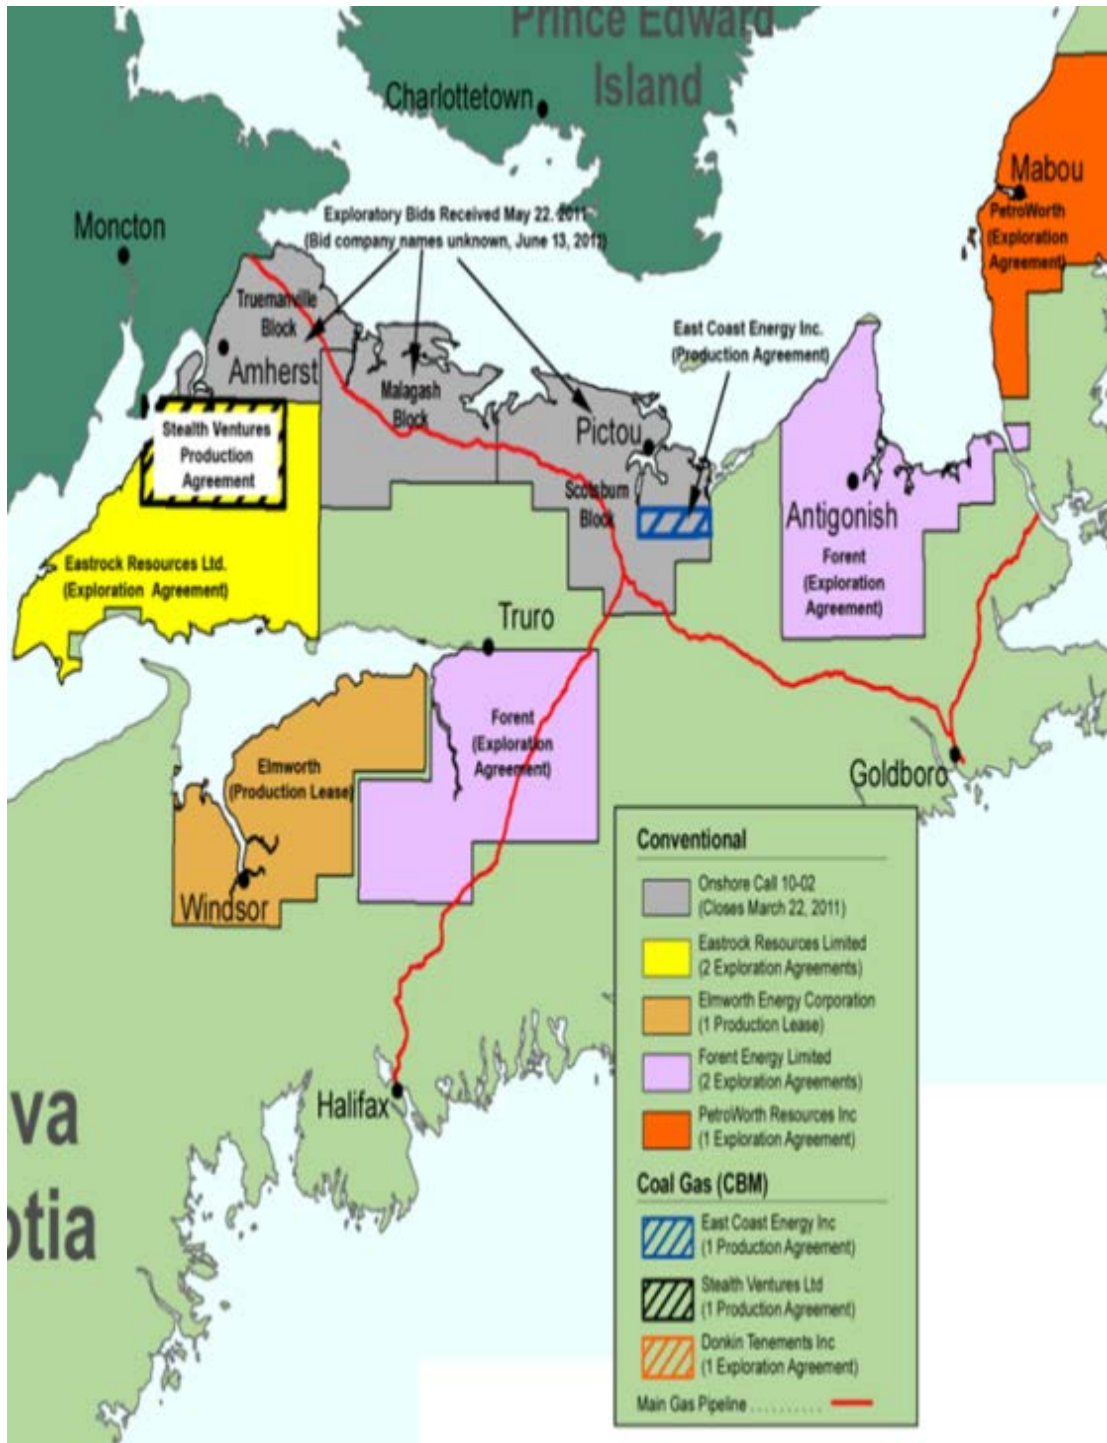 Prince Edward
Island
Charlottetown
Mabou
PetroWorth
(Exploration
Agreement)
Moncton
Exploratory Bids Received May 22. 2011
(Bid company names unknown, June 13, 2011)
Truemanville
Block
East Coast Energy Inc.
(Production Agreement)
Amherst
Malagash
Block
Pictou
Stealth Ventures
Production
Agreement
Scotsburn
Block
Antigonish
Forent
(Exploration
Agreement)
Eastrock Resources Ltd.
(Exploration Agreement)
Truro
Forent
(Exploration
Agreement)
Elmworth
(Production Lease)
Goldboro
Windsor
Halifax
va
otia
Conventional
Onshore Call 10-02
(Closes March 22, 2011)
Eastrock Resources Limited
(2 Exploration Agreements)
Elmworth Energy Corporation
(1 Production Lease)
Forent Energy Limited
(2 Exploration Agreements)
PetroWorth Resources Inc
(1 Exploration Agreement)
Coal Gas (CBM)
East Coast Energy Inc
(1 Production Agreement)
Stealth Ventures Ltd
(1 Production Agreement)
Donkin Tenements Inc
(1 Exploration Agreement)
Main Gas Pipeline . . . . . . . . . .